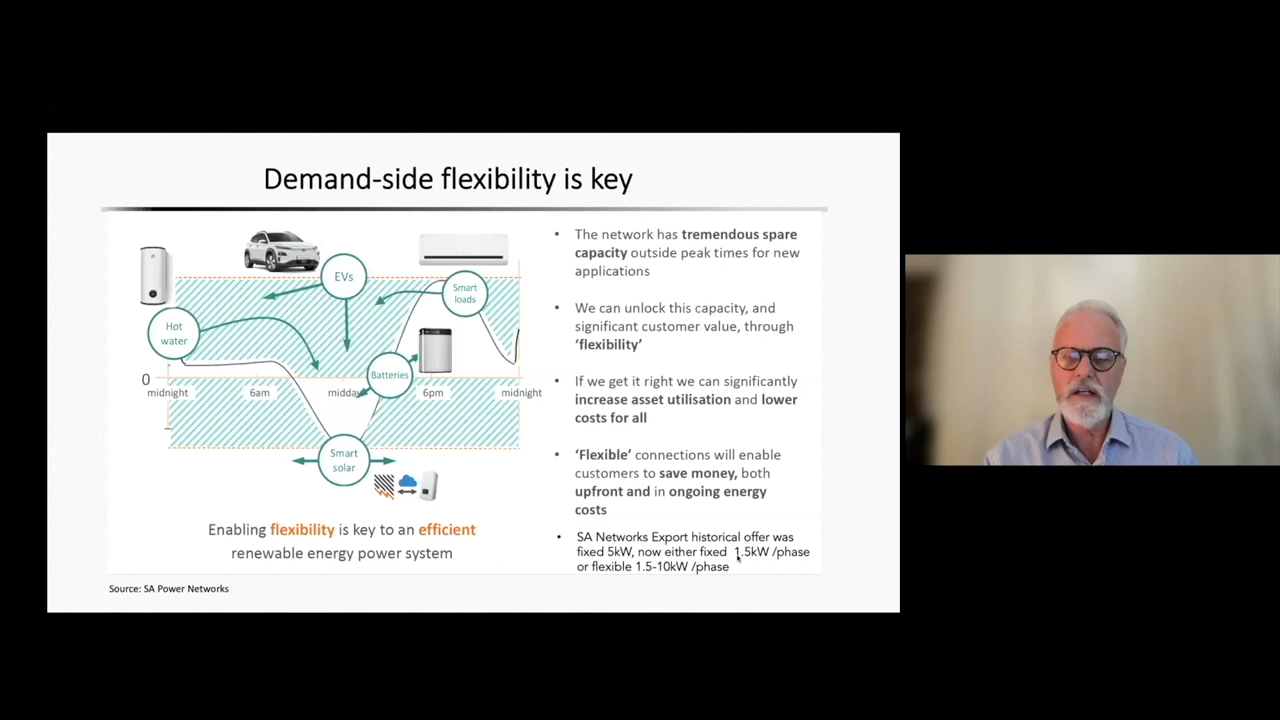 Demand-side flexibility is key
EVs
Smart
loads
Hot
water
Batteries
0
midnight
6am
midday
6pm
midnight
Smart
solar
Enabling flexibility is key to an efficient
renewable energy power system
• The network has tremendous spare
capacity outside peak times for new
applications
• We can unlock this capacity, and
significant customer value, through
‘flexibility’
• If we get it right we can significantly
increase asset utilisation and lower
costs for all
• ‘Flexible’ connections will enable
customers to save money, both
upfront and in ongoing energy
costs
• SA Networks Export historical offer was
fixed 5kW, now either fixed 1.5kW /phase
or flexible 1.5-10kW /phase
Source: SA Power Networks